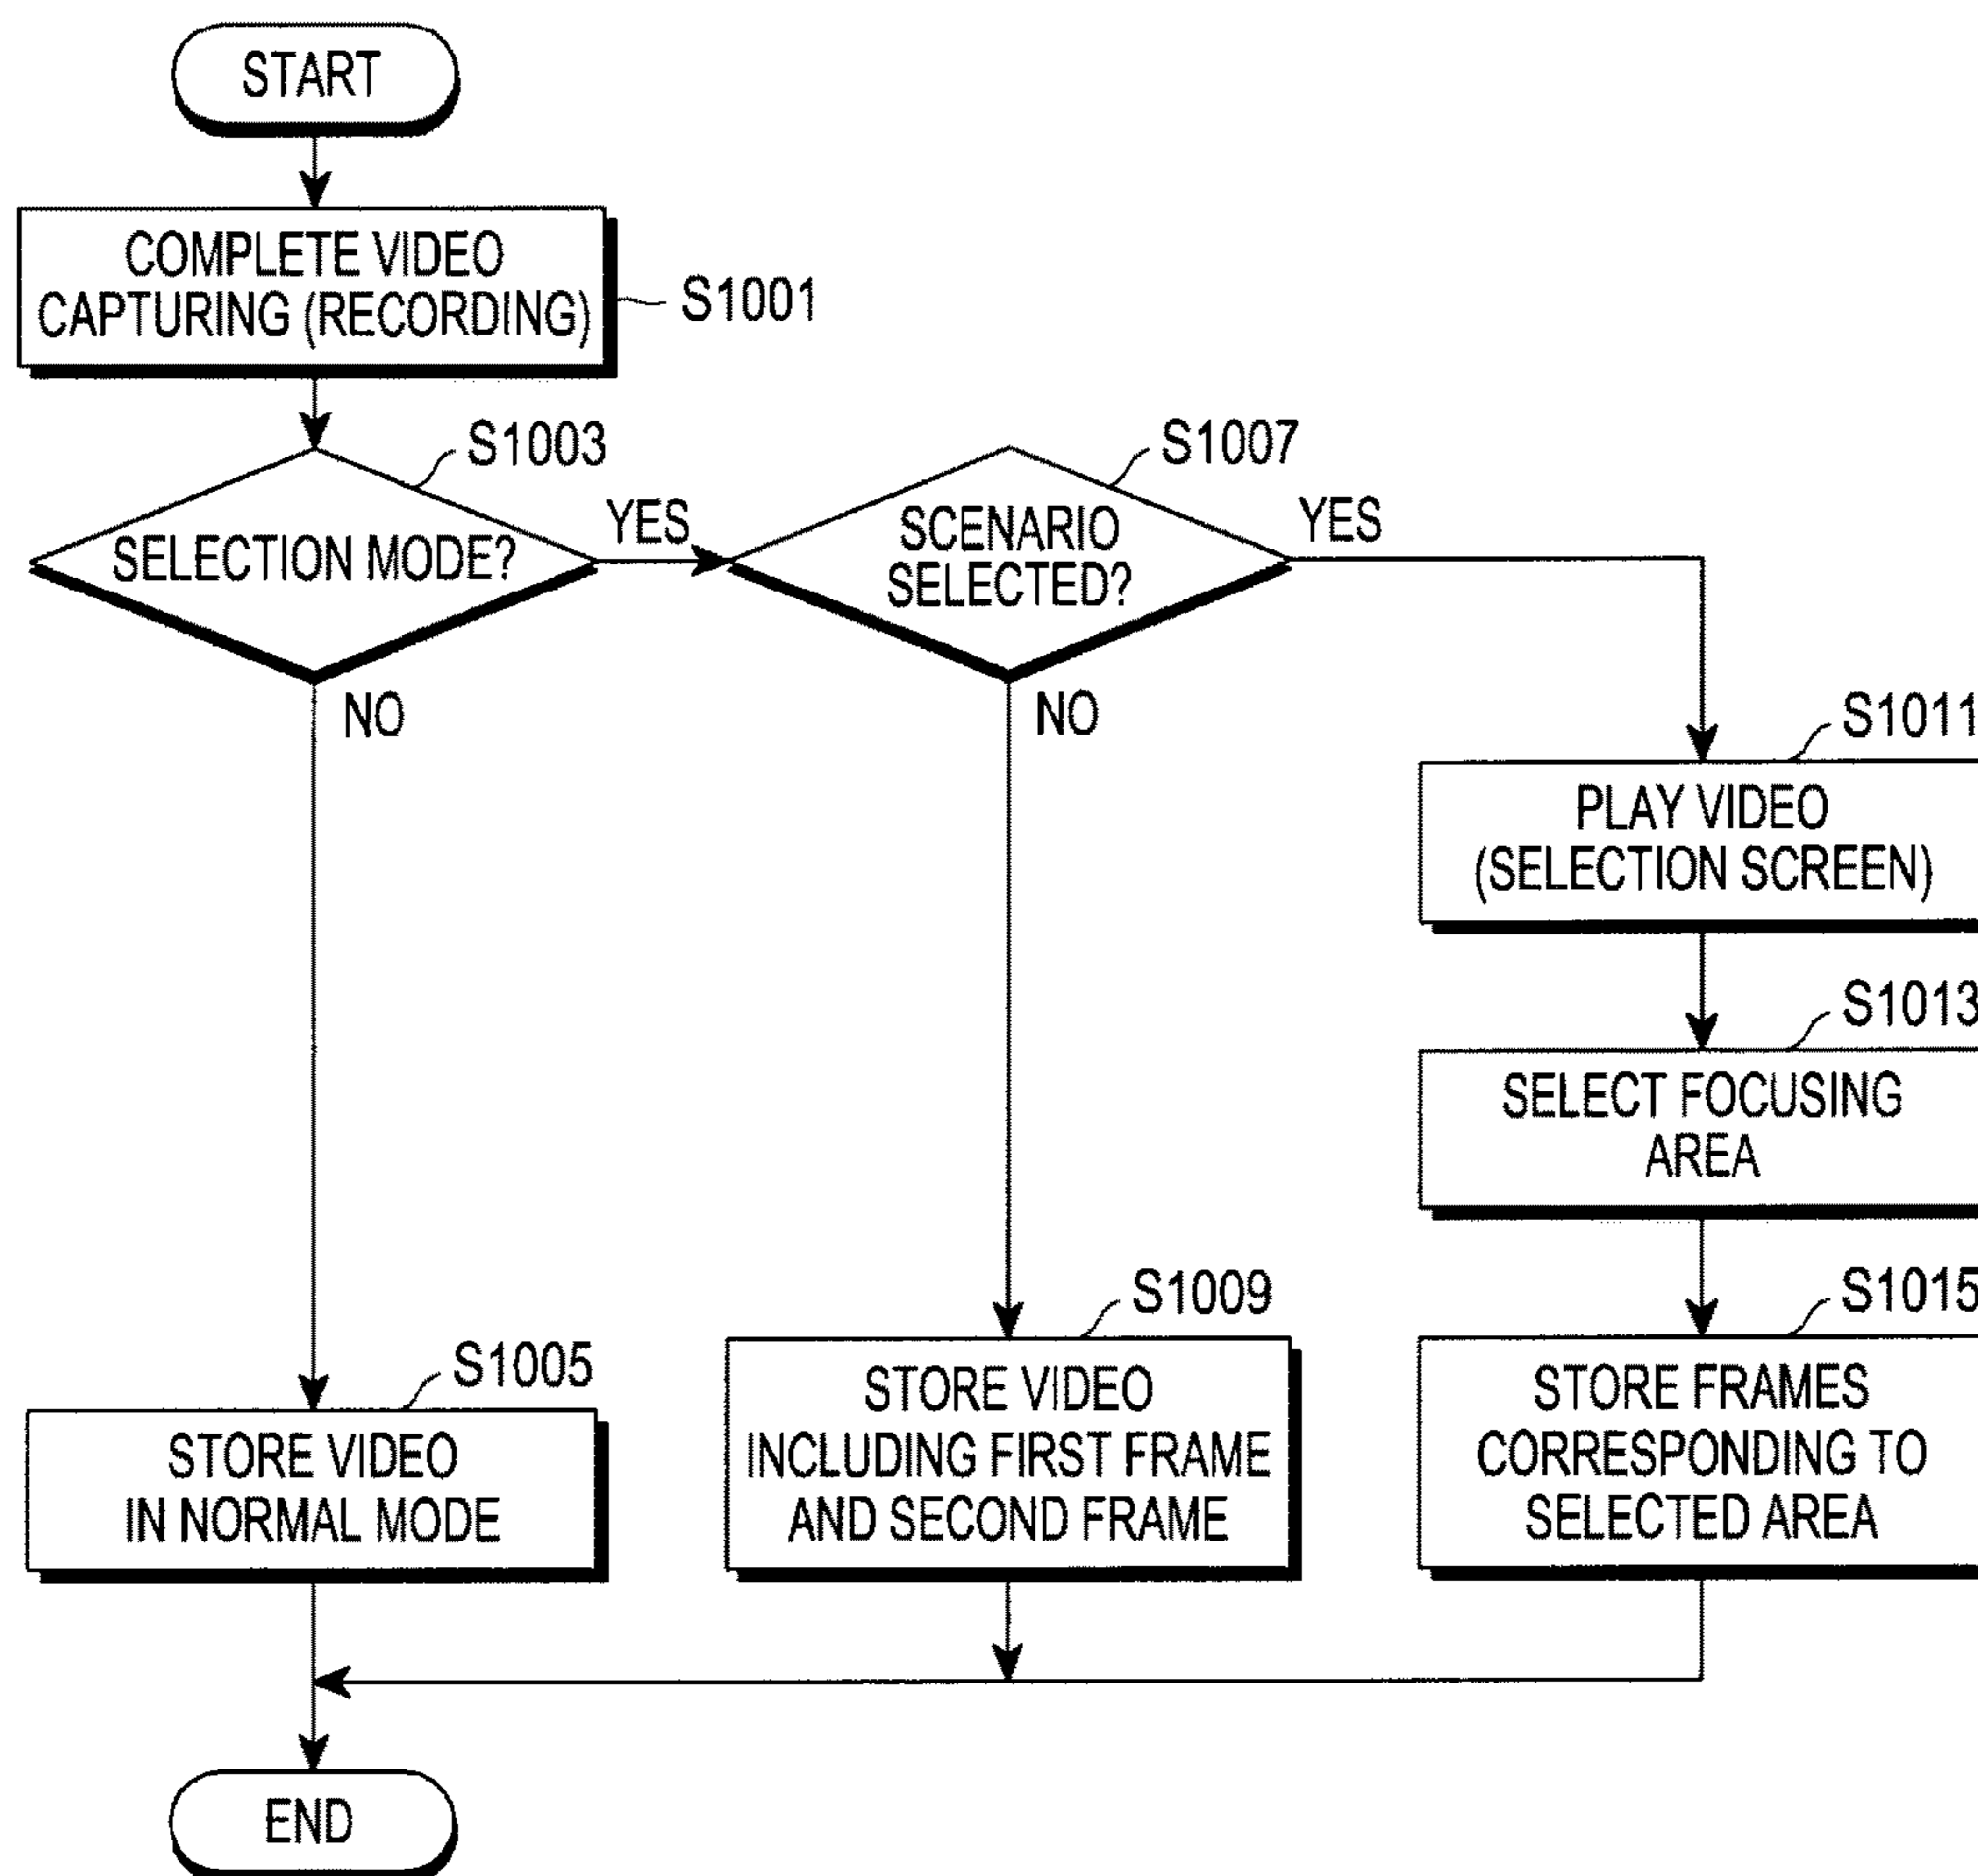 START
COMPLETE VIDEO
CAPTURING (RECORDING)
S1001
S1003
SELECTION MODE?
YES
NO
S1007
SCENARIO
SELECTED?
YES
NO
S1011
PLAY VIDEO
(SELECTION SCREEN)
S1013
SELECT FOCUSING
AREA
S1005
STORE VIDEO
IN NORMAL MODE
S1009
STORE VIDEO
INCLUDING FIRST FRAME
AND SECOND FRAME
S1015
STORE FRAMES
CORRESPONDING TO
SELECTED AREA
END